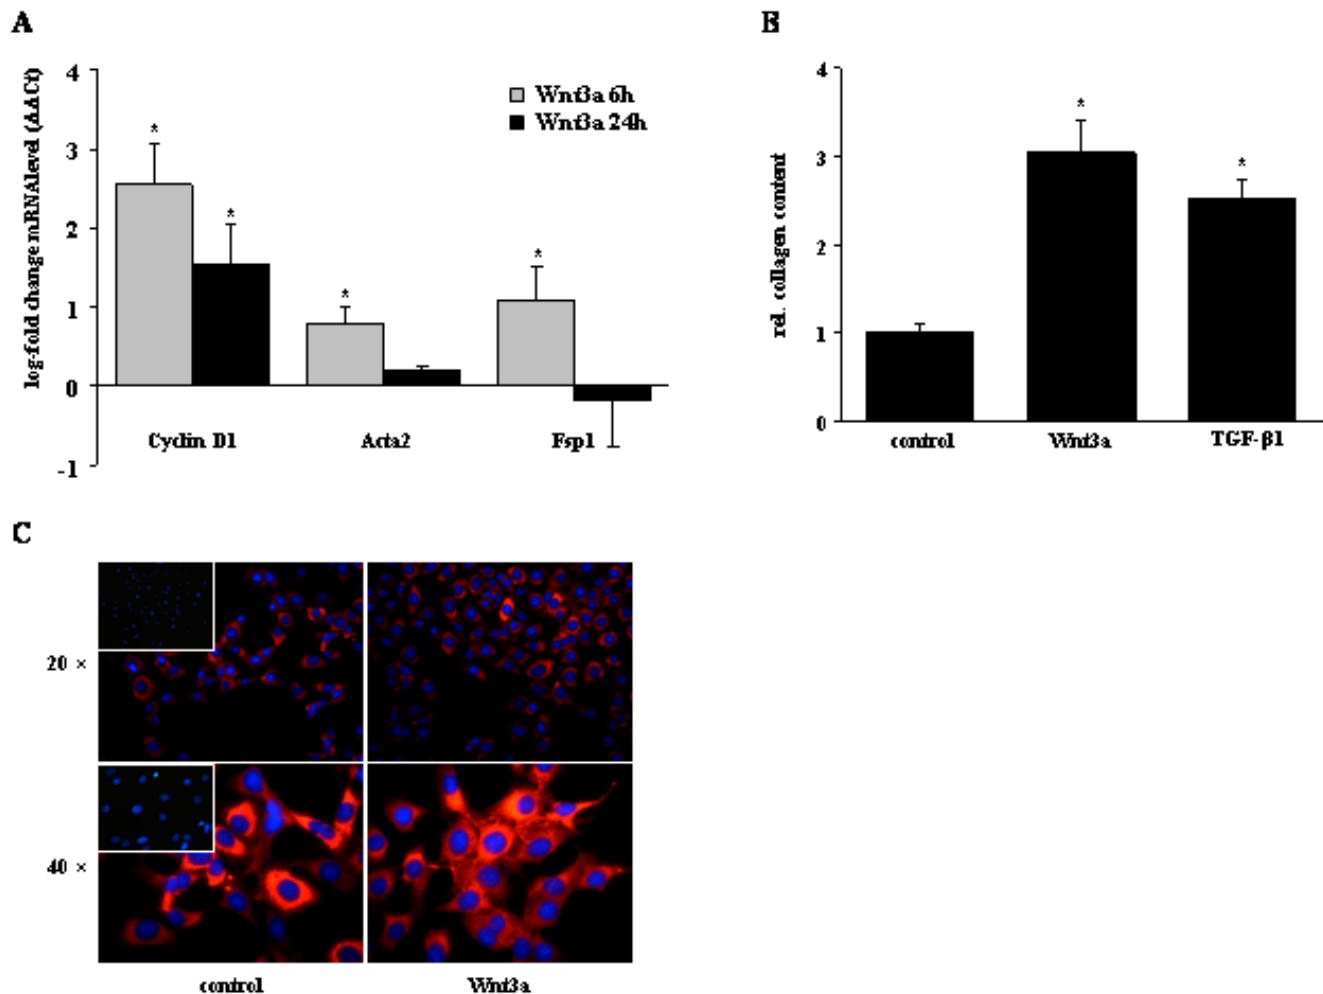 A
log-fold change mRNA level (ΔΔCt)
4
3
2
1
0
-1
Wnt3a 6h
Wnt3a 24h
*
*
*
*
Cyclin D1
Acta2
Fsp1
B
rel. collagen content
4
3
2
1
0
*
*
control
Wnt3a
TGF-β1
C
20 ×
40 ×
control
Wnt3a